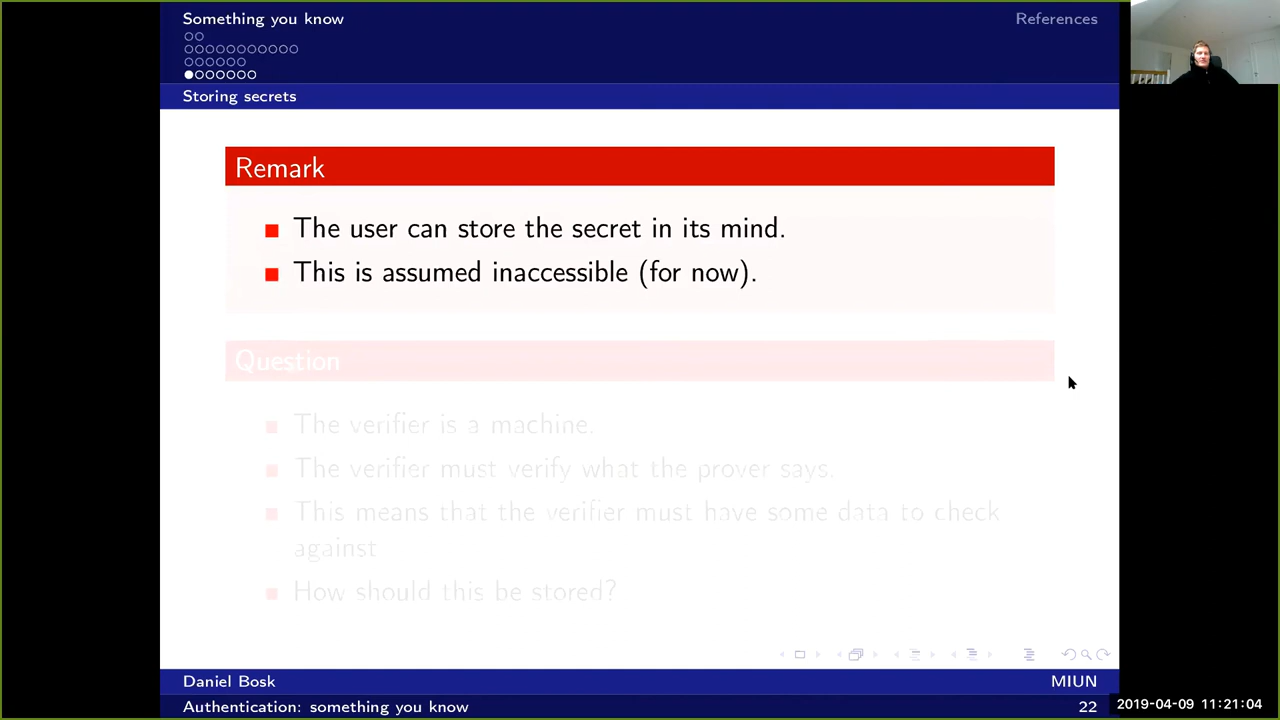 Something you know
References
Storing secrets
Remark
The user can store the secret in its mind.
This is assumed inaccessible (for now).
Question
The verifier is a machine.
The verifier must verify what the prover says.
This means that the verifier must have some data to check
against
How should this be stored?
Daniel Bosk
MIUN
Authentication: something you know
22
2019-04-09 11:21:04